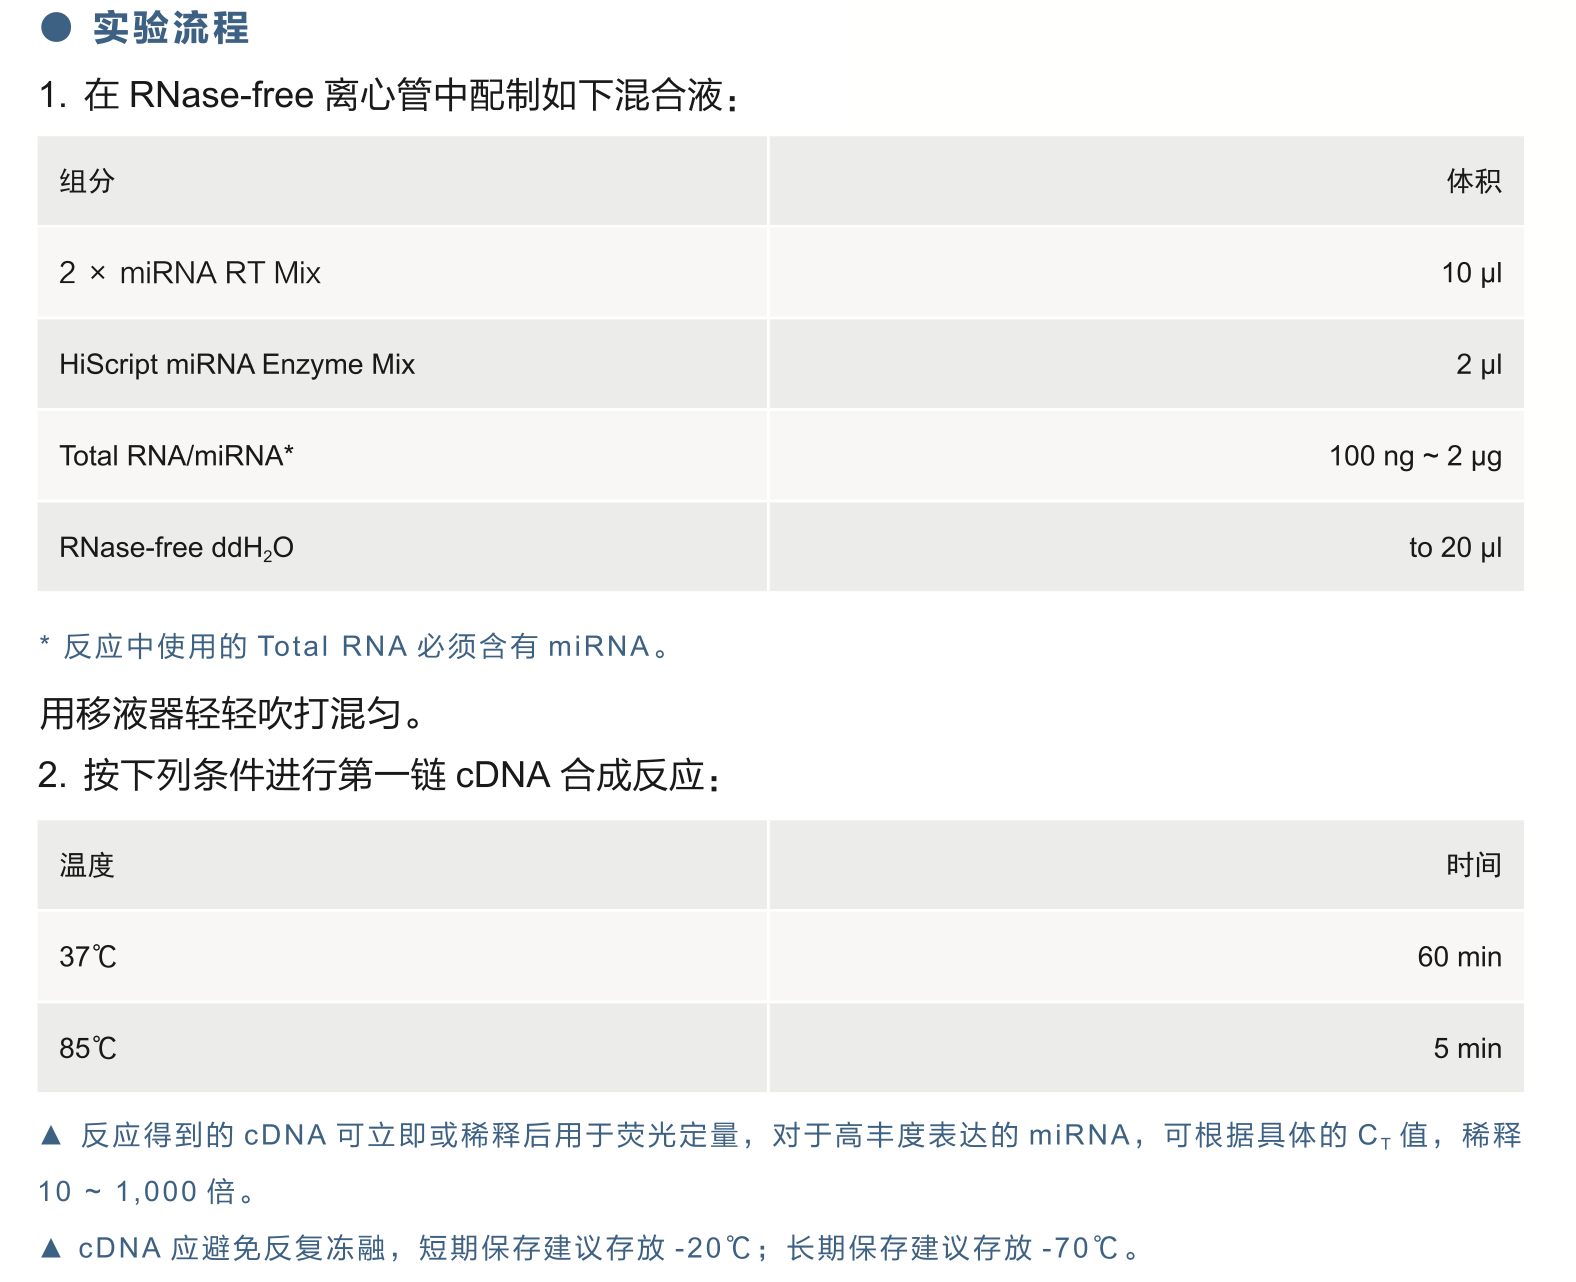 ● 实验流程
1. 在 RNase-free 离心管中配制如下混合液：
组分 体积
2 × miRNA RT Mix 10 μl
HiScript miRNA Enzyme Mix 2 μl
Total RNA/miRNA* 100 ng ~ 2 μg
RNase-free ddH₂O to 20 μl
* 反应中使用的 Total RNA 必须含有 miRNA。
用移液器轻轻吹打混匀。
2. 按下列条件进行第一链 cDNA 合成反应：
温度 时间
37℃ 60 min
85℃ 5 min
▲ 反应得到的 cDNA 可立即或稀释后用于荧光定量，对于高丰度表达的 miRNA，可根据具体的 CT 值，稀释
10 ~ 1,000 倍。
▲ cDNA 应避免反复冻融，短期保存建议存放 -20℃；长期保存建议存放 -70℃。